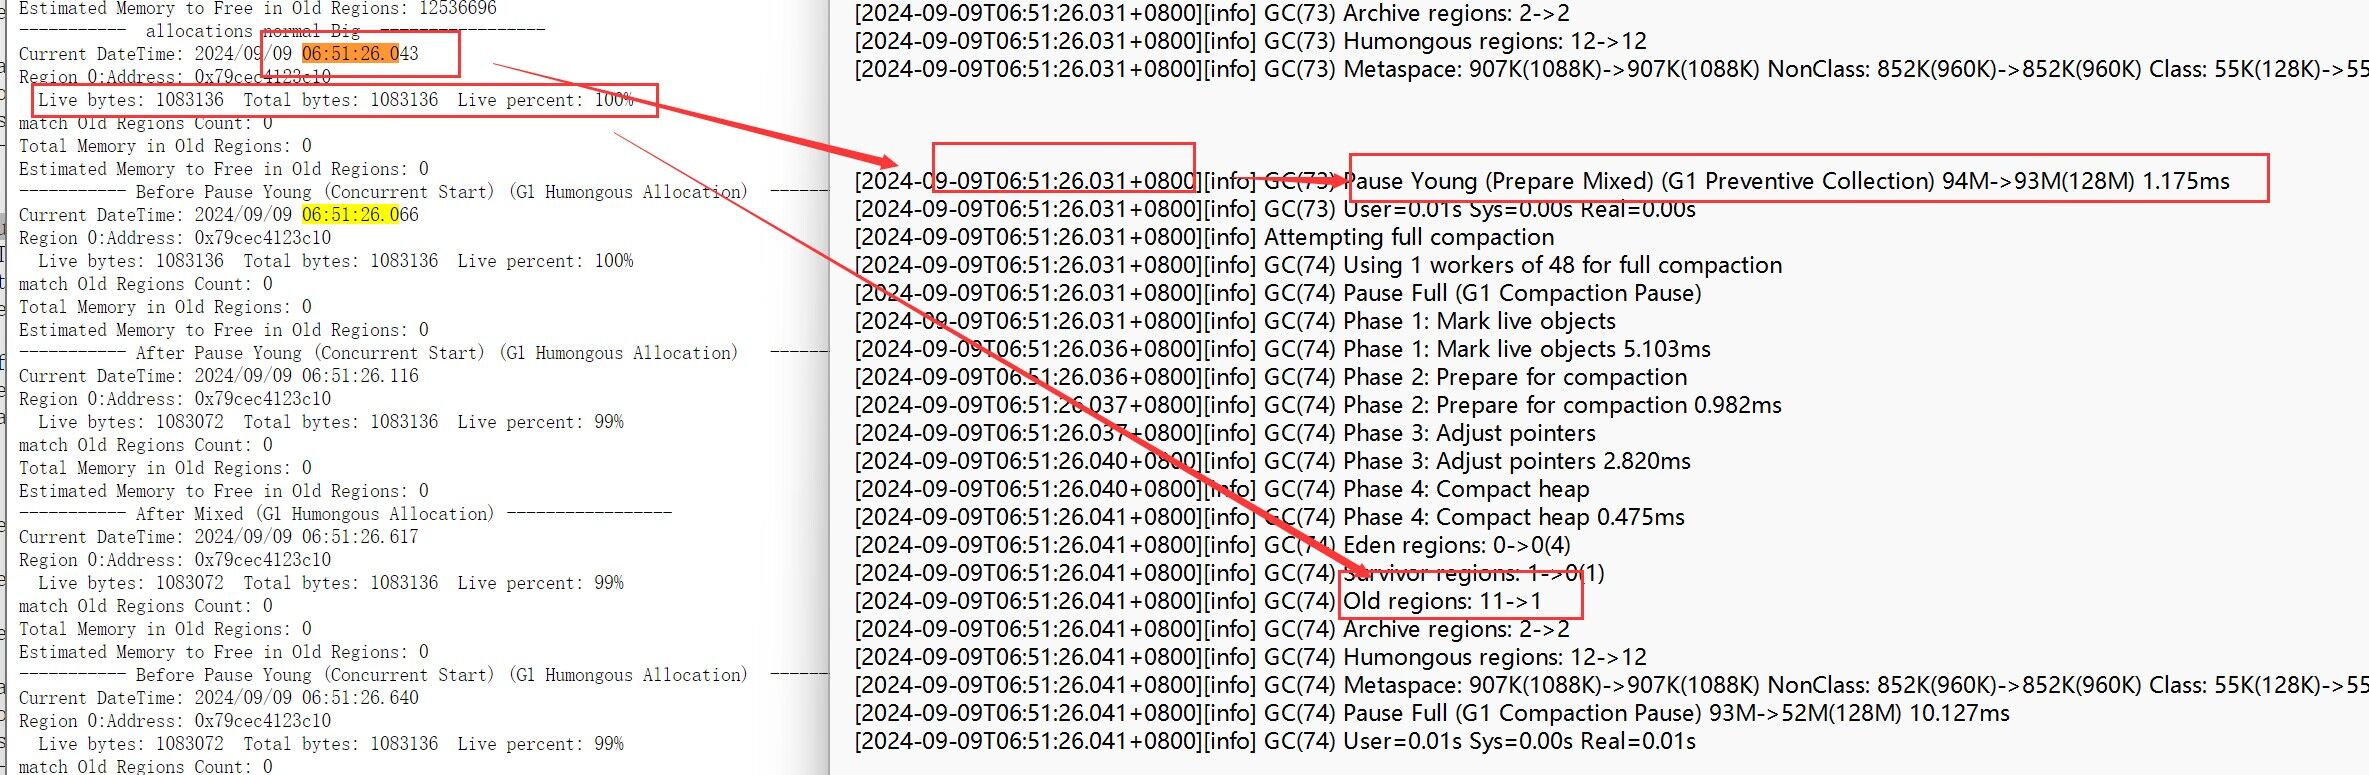 Estimated Memory to Free in Old Regions: 12536696
----------- allocations normal Big -----------------
Current DateTime: 2024/09/09 06:51:26.043
Region 0:Address: 0x79cec4123c10
Live bytes: 1083136 Total bytes: 1083136 Live percent: 100%
match Old Regions Count: 0
Total Memory in Old Regions: 0
Estimated Memory to Free in Old Regions: 0
----------- Before Pause Young (Concurrent Start) (G1 Humongous Allocation) ------
Current DateTime: 2024/09/09 06:51:26.066
Region 0:Address: 0x79cec4123c10
Live bytes: 1083136 Total bytes: 1083136 Live percent: 100%
match Old Regions Count: 0
Total Memory in Old Regions: 0
Estimated Memory to Free in Old Regions: 0
----------- After Pause Young (Concurrent Start) (G1 Humongous Allocation) ------
Current DateTime: 2024/09/09 06:51:26.116
Region 0:Address: 0x79cec4123c10
Live bytes: 1083072 Total bytes: 1083136 Live percent: 99%
match Old Regions Count: 0
Total Memory in Old Regions: 0
Estimated Memory to Free in Old Regions: 0
----------- After Mixed (G1 Humongous Allocation) -----------------
Current DateTime: 2024/09/09 06:51:26.617
Region 0:Address: 0x79cec4123c10
Live bytes: 1083072 Total bytes: 1083136 Live percent: 99%
match Old Regions Count: 0
Total Memory in Old Regions: 0
Estimated Memory to Free in Old Regions: 0
----------- Before Pause Young (Concurrent Start) (G1 Humongous Allocation) ------
Current DateTime: 2024/09/09 06:51:26.640
Region 0:Address: 0x79cec4123c10
Live bytes: 1083072 Total bytes: 1083136 Live percent: 99%
match Old Regions Count: 0
[2024-09-09T06:51:26.031+0800][info] GC(73) Archive regions: 2->2
[2024-09-09T06:51:26.031+0800][info] GC(73) Humongous regions: 12->12
[2024-09-09T06:51:26.031+0800][info] GC(73) Metaspace: 907K(1088K)->907K(1088K) NonClass: 852K(960K)->852K(960K) Class: 55K(128K)->55
[2024-09-09T06:51:26.031+0800][info] GC(73) Pause Young (Prepare Mixed) (G1 Preventive Collection) 94M->93M(128M) 1.175ms
[2024-09-09T06:51:26.031+0800][info] GC(73) User=0.01s Sys=0.00s Real=0.00s
[2024-09-09T06:51:26.031+0800][info] Attempting full compaction
[2024-09-09T06:51:26.031+0800][info] GC(74) Using 1 workers of 48 for full compaction
[2024-09-09T06:51:26.031+0800][info] GC(74) Pause Full (G1 Compaction Pause)
[2024-09-09T06:51:26.031+0800][info] GC(74) Phase 1: Mark live objects
[2024-09-09T06:51:26.036+0800][info] GC(74) Phase 1: Mark live objects 5.103ms
[2024-09-09T06:51:26.036+0800][info] GC(74) Phase 2: Prepare for compaction
[2024-09-09T06:51:26.037+0800][info] GC(74) Phase 2: Prepare for compaction 0.982ms
[2024-09-09T06:51:26.037+0800][info] GC(74) Phase 3: Adjust pointers
[2024-09-09T06:51:26.040+0800][info] GC(74) Phase 3: Adjust pointers 2.820ms
[2024-09-09T06:51:26.040+0800][info] GC(74) Phase 4: Compact heap
[2024-09-09T06:51:26.041+0800][info] GC(74) Phase 4: Compact heap 0.475ms
[2024-09-09T06:51:26.041+0800][info] GC(74) Eden regions: 0->0(4)
[2024-09-09T06:51:26.041+0800][info] GC(74) Survivor regions: 1->0(1)
[2024-09-09T06:51:26.041+0800][info] GC(74) Old regions: 11->1
[2024-09-09T06:51:26.041+0800][info] GC(74) Archive regions: 2->2
[2024-09-09T06:51:26.041+0800][info] GC(74) Humongous regions: 12->12
[2024-09-09T06:51:26.041+0800][info] GC(74) Metaspace: 907K(1088K)->907K(1088K) NonClass: 852K(960K)->852K(960K) Class: 55K(128K)->55
[2024-09-09T06:51:26.041+0800][info] GC(74) Pause Full (G1 Compaction Pause) 93M->52M(128M) 10.127ms
[2024-09-09T06:51:26.041+0800][info] GC(74) User=0.01s Sys=0.00s Real=0.01s